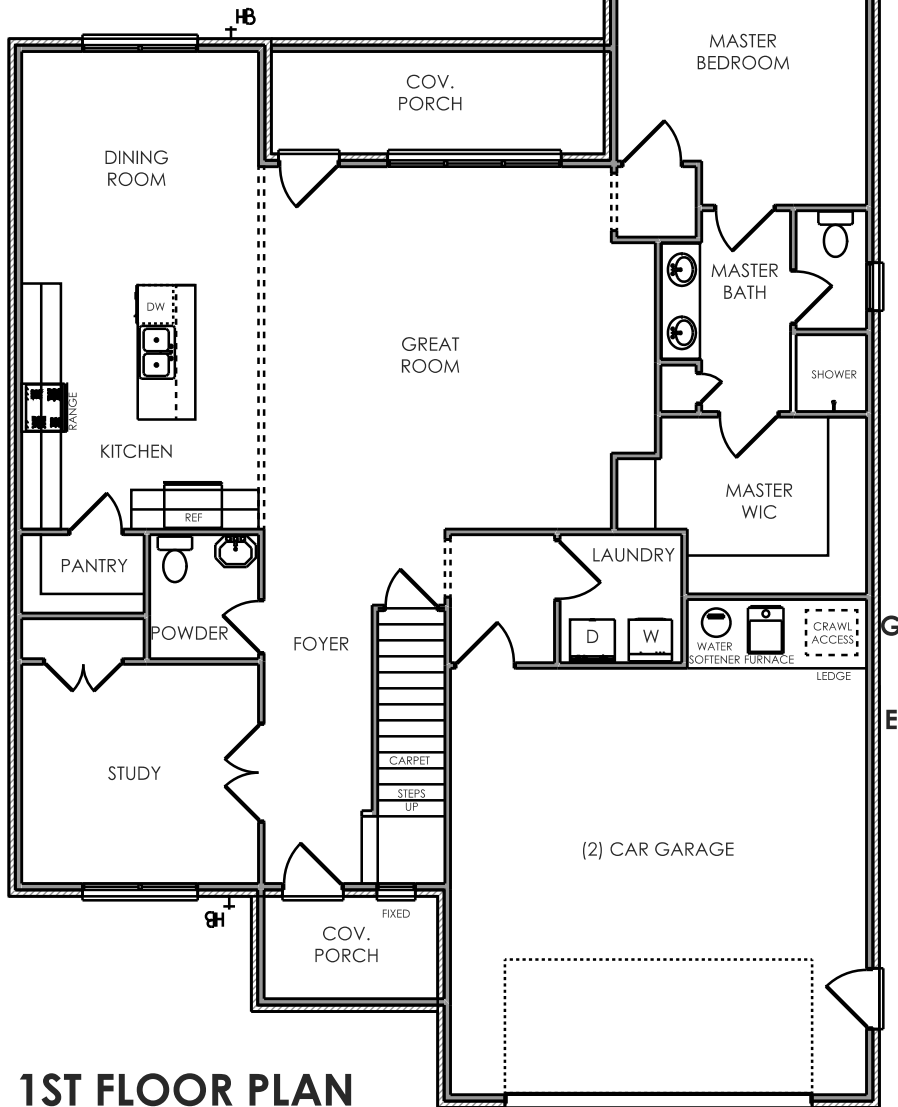 HB
MASTER
BEDROOM
COV.
PORCH
DINING
ROOM
MASTER
BATH
DW
GREAT
ROOM
SHOWER
RANGE
KITCHEN
MASTER
WIC
REF
LAUNDRY
PANTRY
POWDER
FOYER
D
W
WATER
SOFTENER
FURNACE
CRAWL
ACCESS
G
LEDGE
E
CARPET
STUDY
STEPS
UP
(2) CAR GARAGE
HB
FIXED
COV.
PORCH
1ST FLOOR PLAN